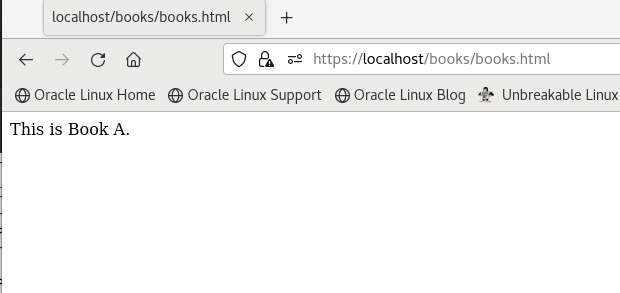 localhost/books/books.html
https://localhost/books/books.html
Oracle Linux Home Oracle Linux Support Oracle Linux Blog Unbreakable Linux
This is Book A.